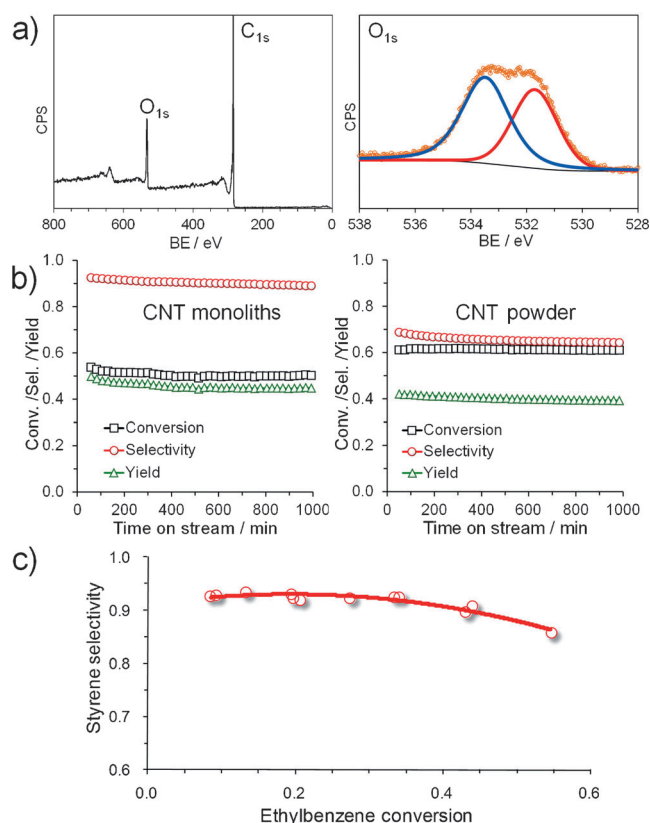 a)
C1s
O1s
CPS
800 600 400 200 0
BE / eV
O1s
CPS
538 536 534 532 530 528
BE / eV
b)
Conv. /Sel. /Yield
1.0
0.8
0.6
0.4
0.2
0.0
CNT monoliths
Conversion
Selectivity
Yield
0 200 400 600 800 1000
Time on stream / min
1.0
0.8
0.6
0.4
0.2
0.0
CNT powder
Conversion
Selectivity
Yield
0 200 400 600 800 1000
Time on stream / min
c)
Styrene selectivity
1.0
0.9
0.8
0.7
0.6
0.0 0.2 0.4 0.6
Ethylbenzene conversion